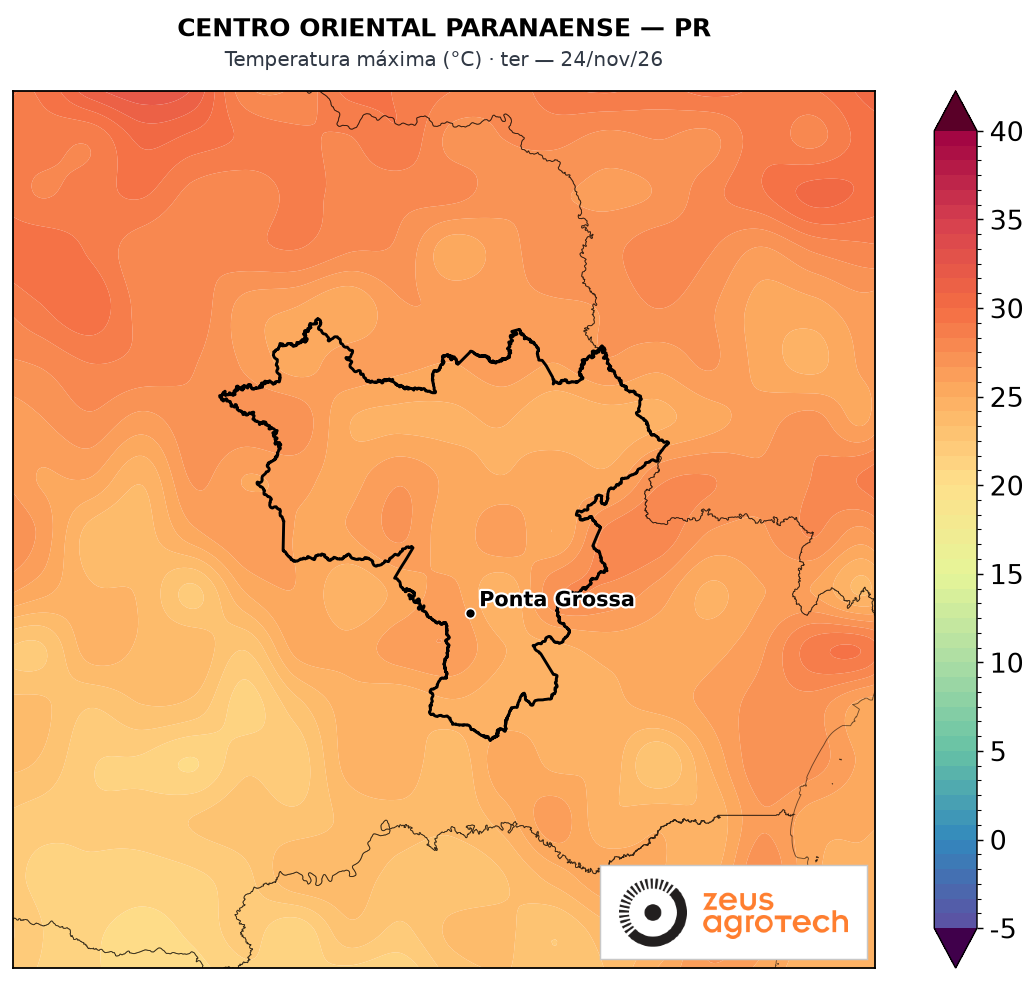 CENTRO ORIENTAL PARANAENSE — PR
Temperatura máxima (°C) · ter — 24/nov/26
40
35
30
25
20
15
10
5
0
-5
Ponta Grossa
zeus
agrotech